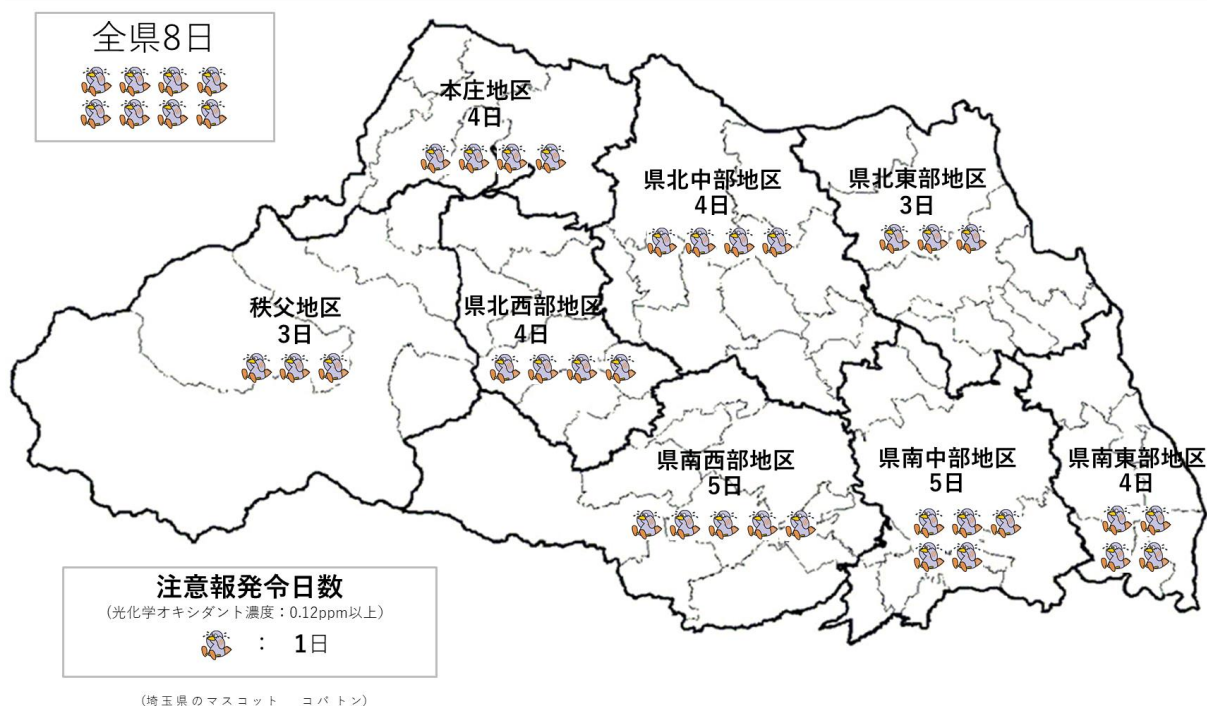 全県8日
本庄地区
4日
県北中部地区
4日
県北東部地区
3日
秩父地区
3日
県北西部地区
4日
県南西部地区
5日
県南中部地区
5日
県南東部地区
4日
注意報発令日数
(光化学オキシダント濃度：0.12ppm以上)
： 1日
(埼玉県のマスコット　コバトン)